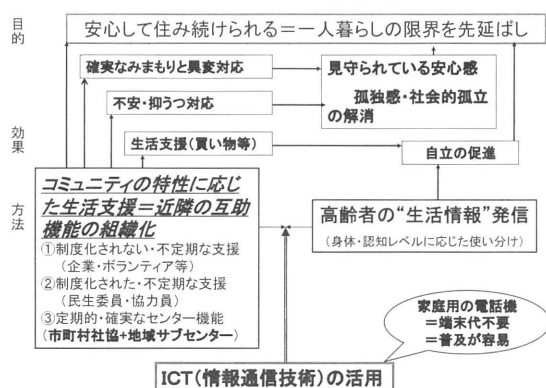 目的
安心して住み続けられる＝一人暮らしの限界を先延ばし
確実なみまもりと異変対応
見守られている安心感
孤独感・社会的孤立
の解消
不安・抑うつ対応
効果
生活支援（買い物等）
自立の促進
方法
コミュニティの特性に応じ
た生活支援＝近隣の互助
機能の組織化
①制度化されない・不定期な支援
（企業・ボランティア等）
②制度化された・不定期な支援
（民生委員・協力員）
③定期的・確実なセンター機能
（市町村社協+地域サブセンター）
高齢者の“生活情報”発信
（身体・認知レベルに応じた使い分け）
家庭用の電話機
＝端末代不要
＝普及が容易
ICT（情報通信技術）の活用